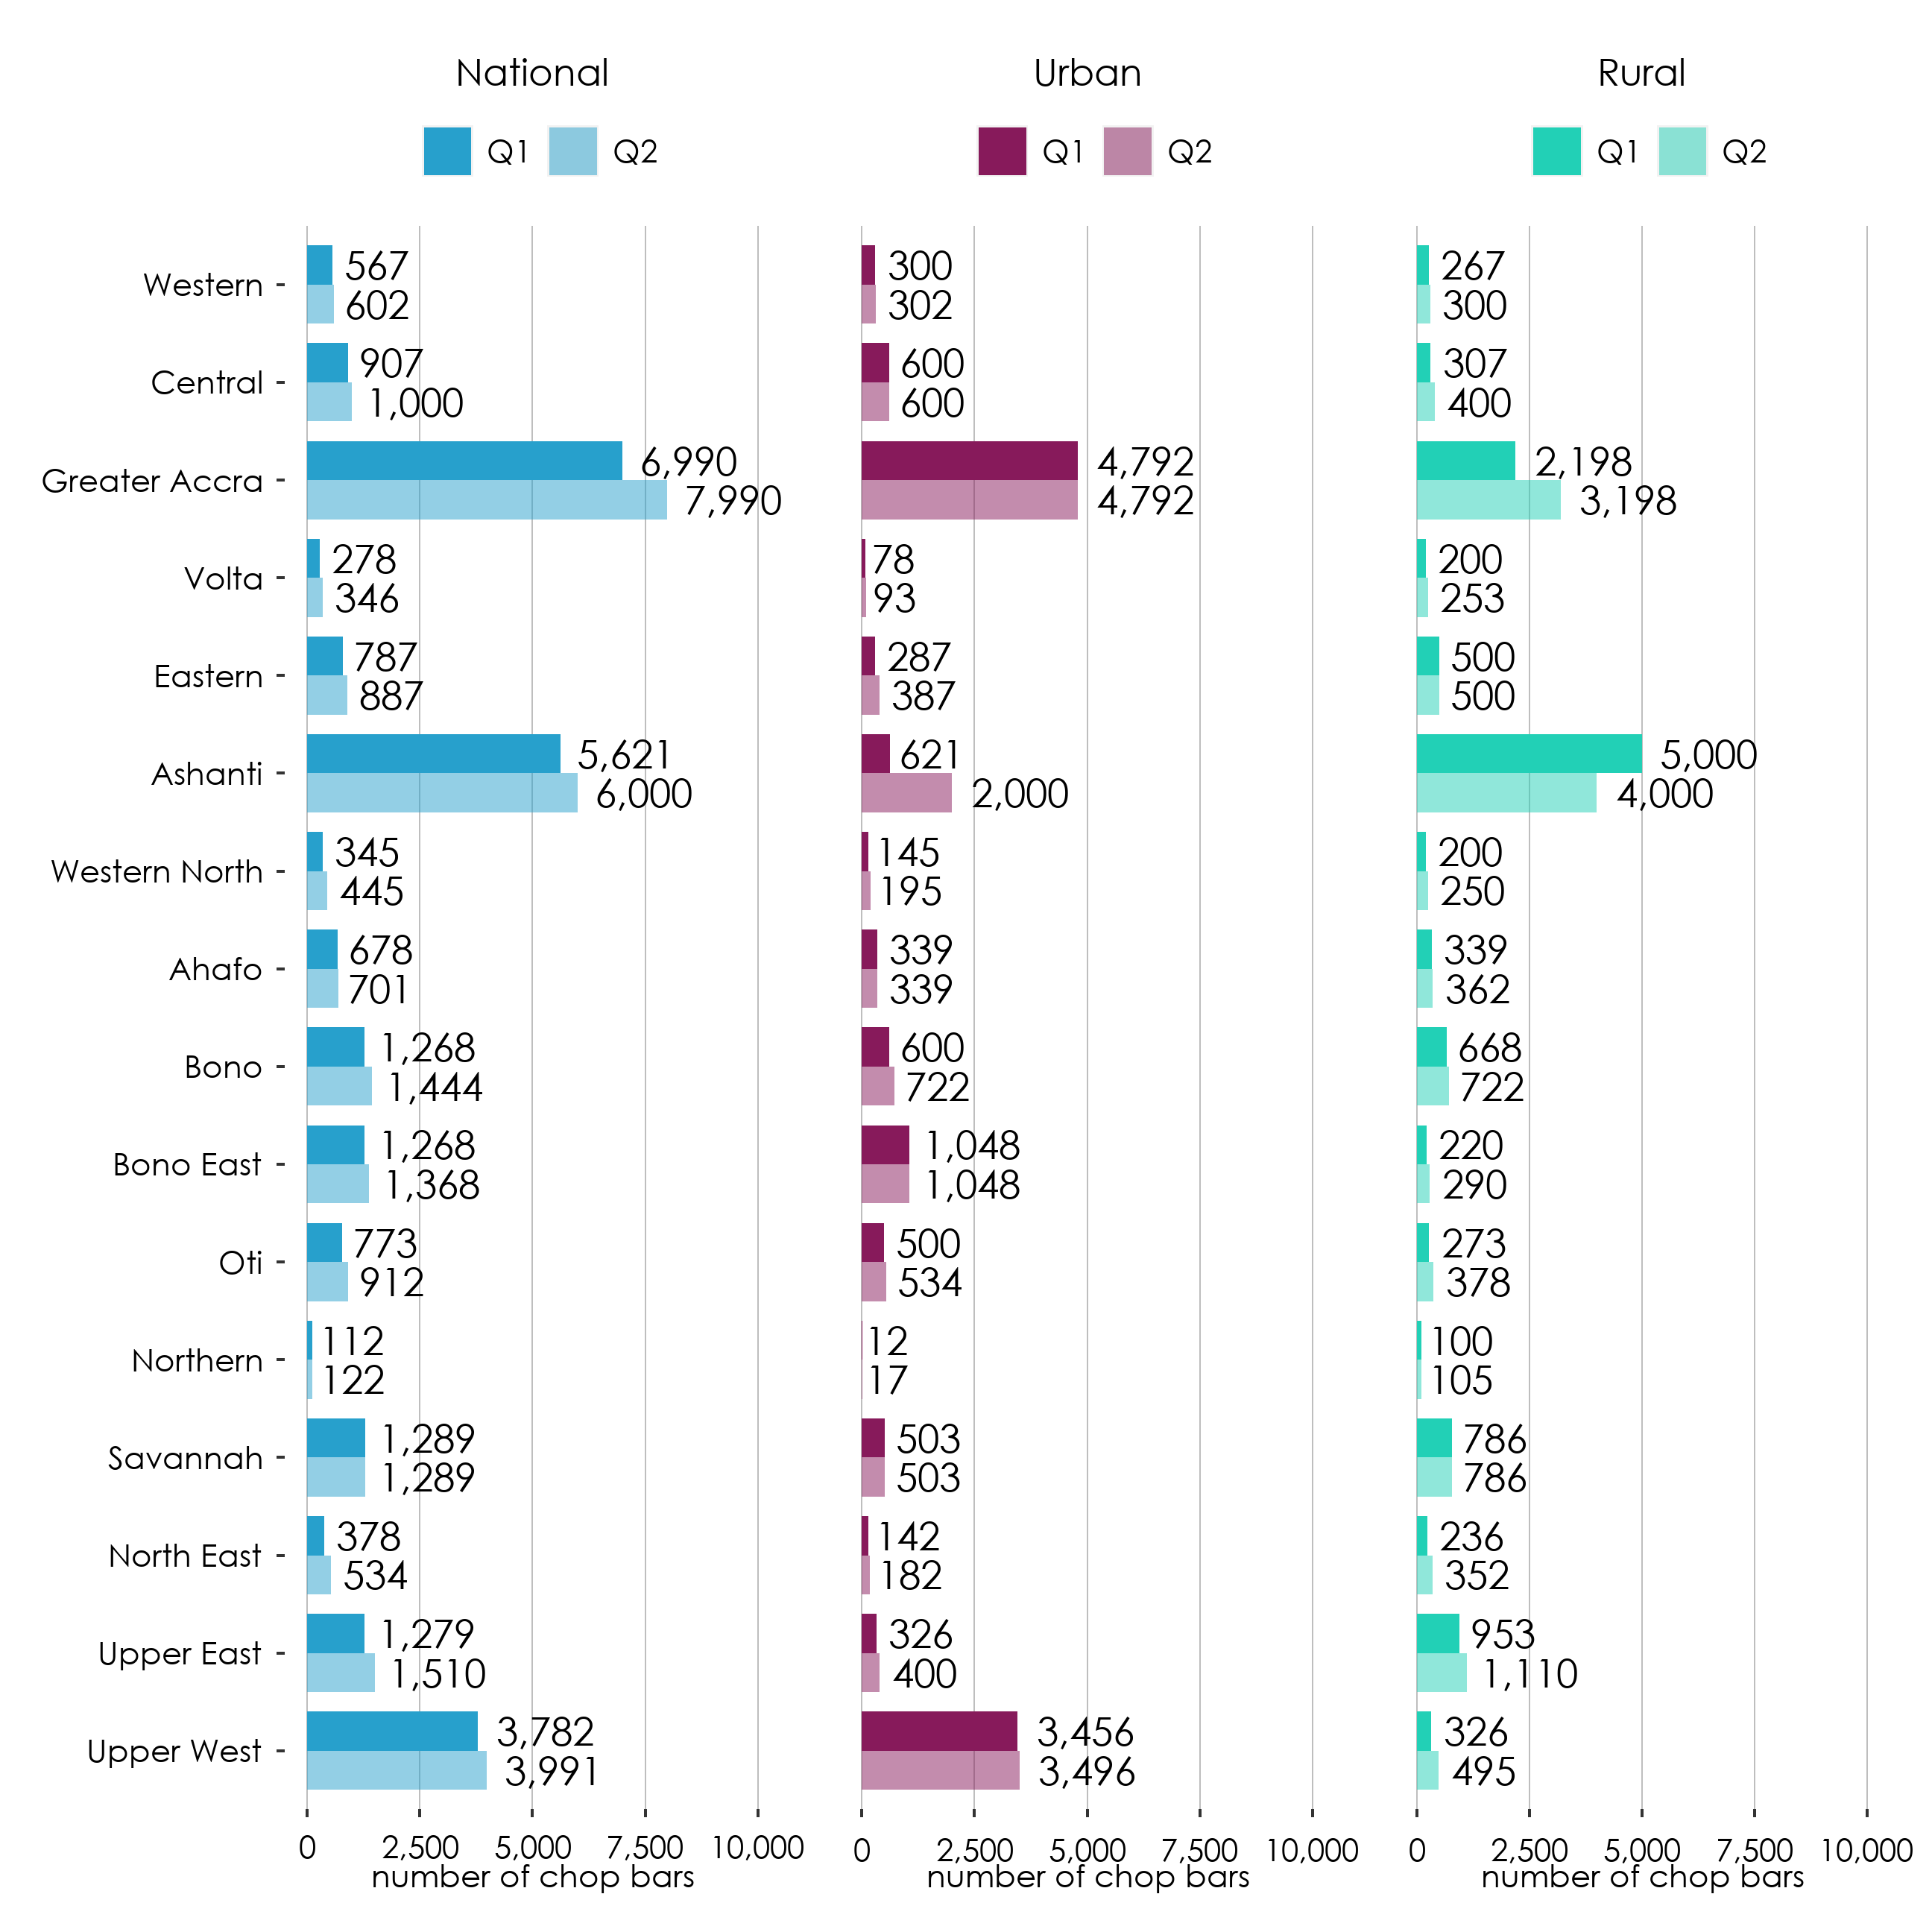 National Urban Rural
Q1 Q2 Q1 Q2 Q1 Q2
Western 567 300 267
602 302 300
Central 907 600 307
1,000 600 400
Greater Accra 6,990 4,792 2,198
7,990 4,792 3,198
Volta 278 78 200
346 93 253
Eastern 787 287 500
887 387 500
Ashanti 5,621 621 5,000
6,000 2,000 4,000
Western North 345 145 200
445 195 250
Ahafo 678 339 339
701 339 362
Bono 1,268 600 668
1,444 722 722
Bono East 1,268 1,048 220
1,368 1,048 290
Oti 773 500 273
912 534 378
Northern 112 12 100
122 17 105
Savannah 1,289 503 786
1,289 503 786
North East 378 142 236
534 182 352
Upper East 1,279 326 953
1,510 400 1,110
Upper West 3,782 3,456 326
3,991 3,496 495
0 2,500 5,000 7,500 10,000 0 2,500 5,000 7,500 10,000 0 2,500 5,000 7,500 10,000
number of chop bars number of chop bars number of chop bars